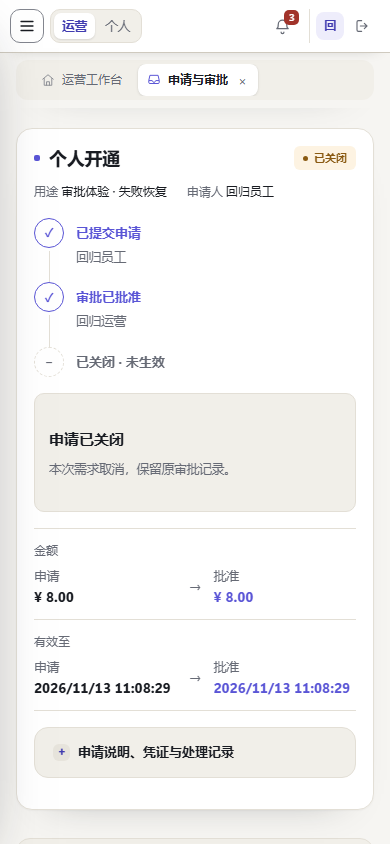 运营 个人 3 回
运营工作台 申请与审批 ×
个人开通 已关闭
用途 审批体验 · 失败恢复 申请人 回归员工
✓ 已提交申请
回归员工
✓ 审批已批准
回归运营
– 已关闭 · 未生效
申请已关闭
本次需求取消，保留原审批记录。
金额
申请 → 批准
¥ 8.00 ¥ 8.00
有效至
申请 → 批准
2026/11/13 11:08:29 2026/11/13 11:08:29
+ 申请说明、凭证与处理记录